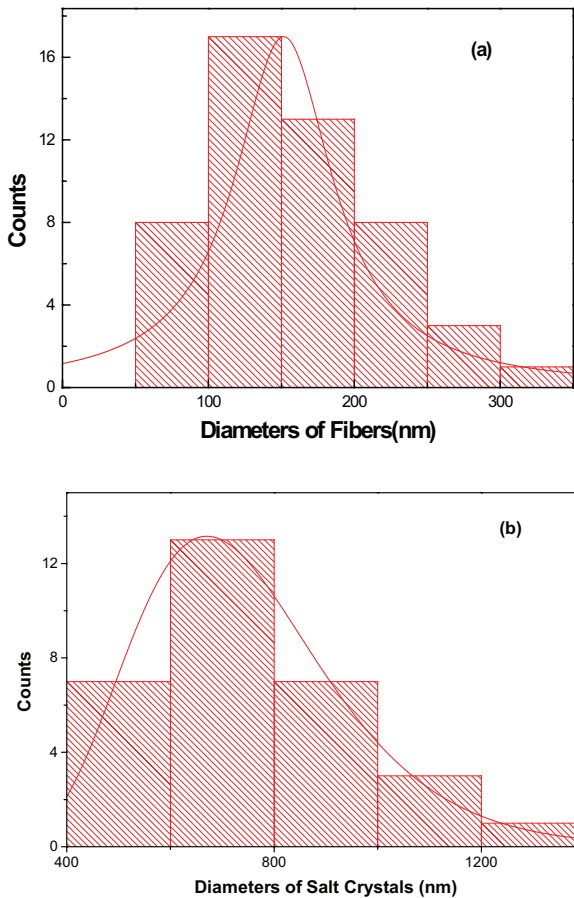 (a)
Counts
16
12
8
4
0
0 100 200 300
Diameters of Fibers(nm)
(b)
Counts
12
8
4
0
400 800 1200
Diameters of Salt Crystals (nm)